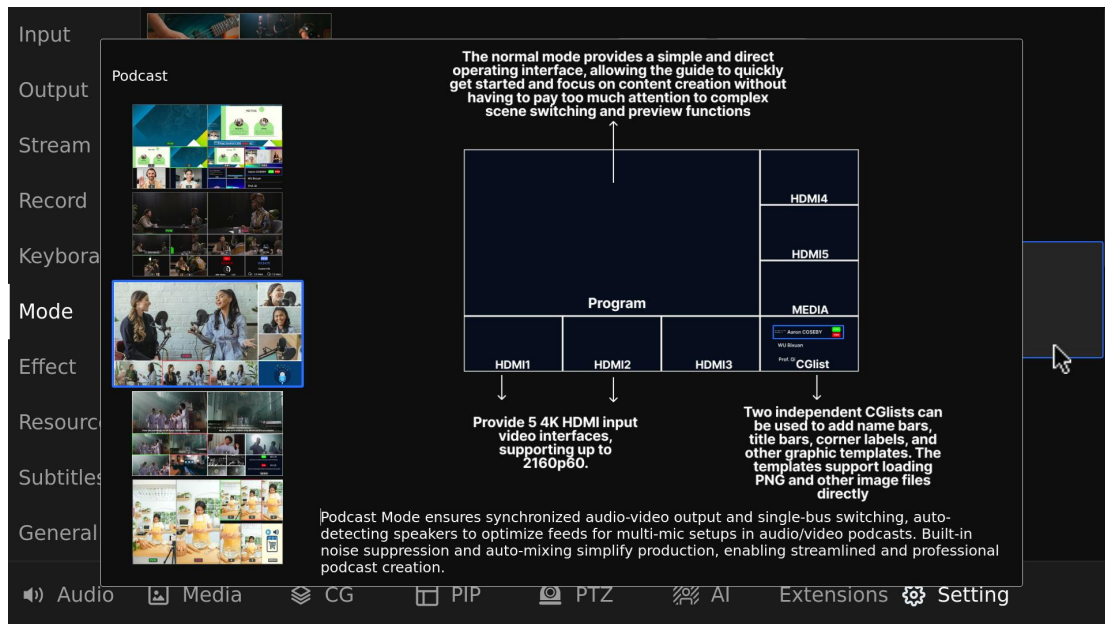 Input
Output
Stream
Record
Keybora
Mode
Effect
Resourc
Subtitles
General
Podcast
The normal mode provides a simple and direct
operating interface, allowing the guide to quickly
get started and focus on content creation without
having to pay too much attention to complex
scene switching and preview functions
HDMI4
HDMI5
Program
MEDIA
Aaron CGSEBY
WU Bixuan
Prof. QI
HDMI1
HDMI2
HDMI3
CGlist
Provide 5 4K HDMI input
video interfaces,
supporting up to
2160p60.
Two independent CGlists can
be used to add name bars,
title bars, corner labels, and
other graphic templates. The
templates support loading
PNG and other image files
directly
Podcast Mode ensures synchronized audio-video output and single-bus switching, auto-
detecting speakers to optimize feeds for multi-mic setups in audio/video podcasts. Built-in
noise suppression and auto-mixing simplify production, enabling streamlined and professional
podcast creation.
Audio
Media
CG
PIP
PTZ
AI
Extensions
Setting